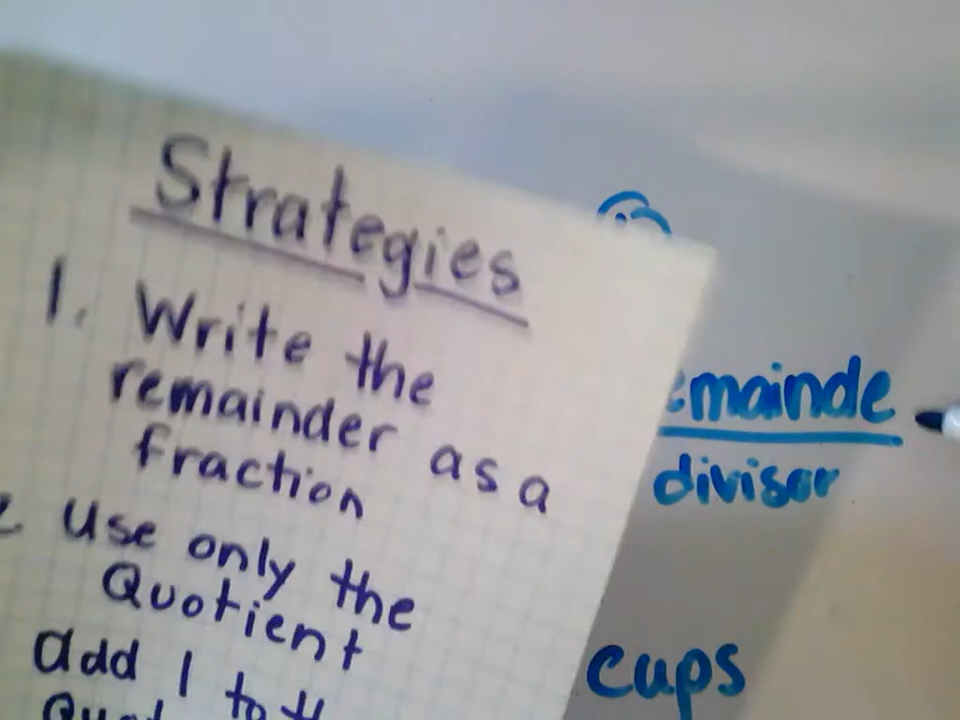 Strategies
1. Write the
remainder as a
fraction
Use only the
Quotient
add 1 to
emainde
divisor
cups